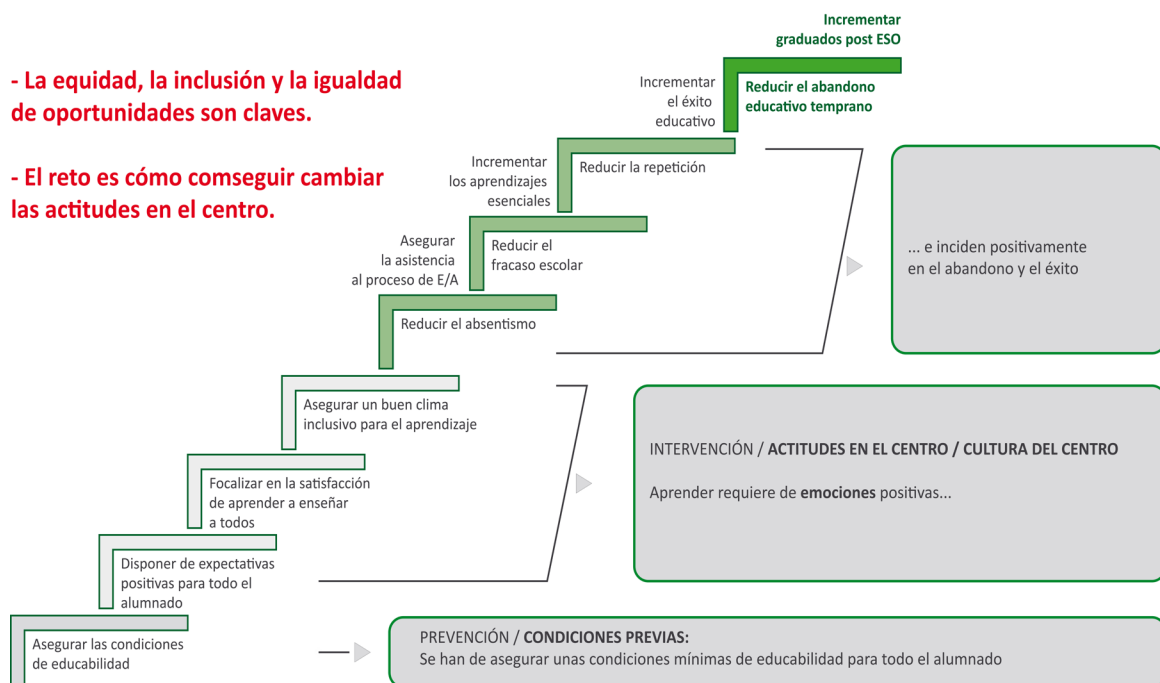 - La equidad, la inclusión y la igualdad
de oportunidades son claves.
- El reto es cómo comseguir cambiar
las actitudes en el centro.
Incrementar
graduados post ESO
Reducir el abandono
educativo temprano
Incrementar
el éxito
educativo
Reducir la repetición
Incrementar
los aprendizajes
esenciales
Reducir el
fracaso escolar
Asegurar
la asistencia
al proceso de E/A
Reducir el absentismo
... e inciden positivamente
en el abandono y el éxito
Asegurar un buen clima
inclusivo para el aprendizaje
Focalizar en la satisfacción
de aprender a enseñar
a todos
Disponer de expectativas
positivas para todo el
alumnado
INTERVENCIÓN / ACTITUDES EN EL CENTRO / CULTURA DEL CENTRO
Aprender requiere de emociones positivas...
Asegurar las condiciones
de educabilidad
PREVENCIÓN / CONDICIONES PREVIAS:
Se han de asegurar unas condiciones mínimas de educabilidad para todo el alumnado